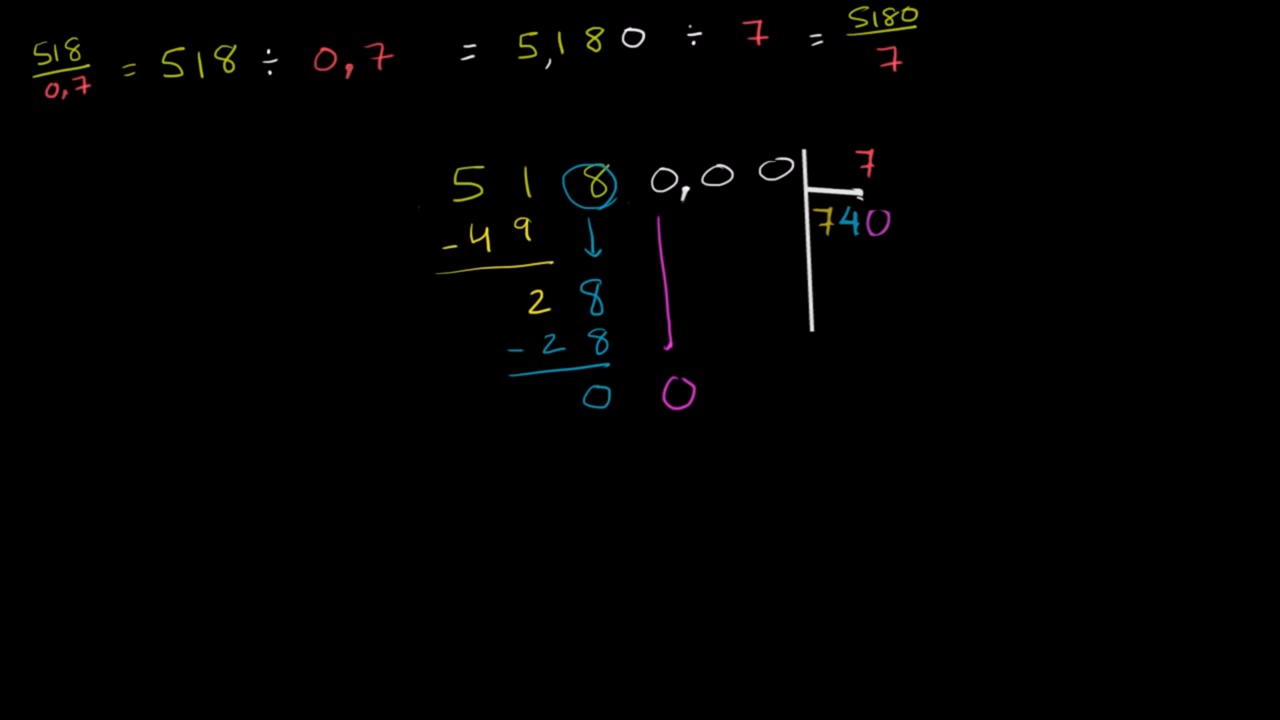 518/0,7 = 518 ÷ 0,7 = 5,180 ÷ 7 = 5180/7
5 1 8 0,0 0 7
- 4 9 740
2 8
- 2 8
0 0